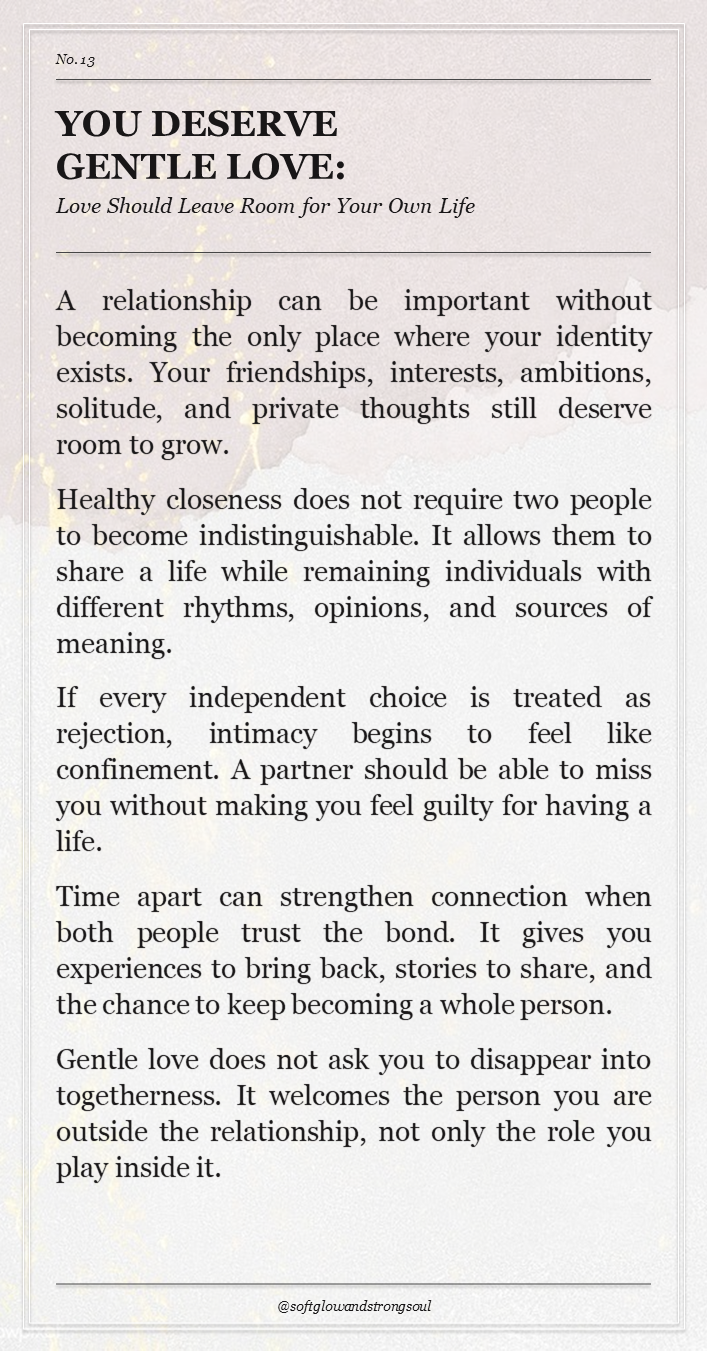 No.13
YOU DESERVE
GENTLE LOVE:
Love Should Leave Room for Your Own Life
A relationship can be important without
becoming the only place where your identity
exists. Your friendships, interests, ambitions,
solitude, and private thoughts still deserve
room to grow.
Healthy closeness does not require two people
to become indistinguishable. It allows them to
share a life while remaining individuals with
different rhythms, opinions, and sources of
meaning.
If every independent choice is treated as
rejection, intimacy begins to feel like
confinement. A partner should be able to miss
you without making you feel guilty for having a
life.
Time apart can strengthen connection when
both people trust the bond. It gives you
experiences to bring back, stories to share, and
the chance to keep becoming a whole person.
Gentle love does not ask you to disappear into
togetherness. It welcomes the person you are
outside the relationship, not only the role you
play inside it.
@softglowandstrongsoul